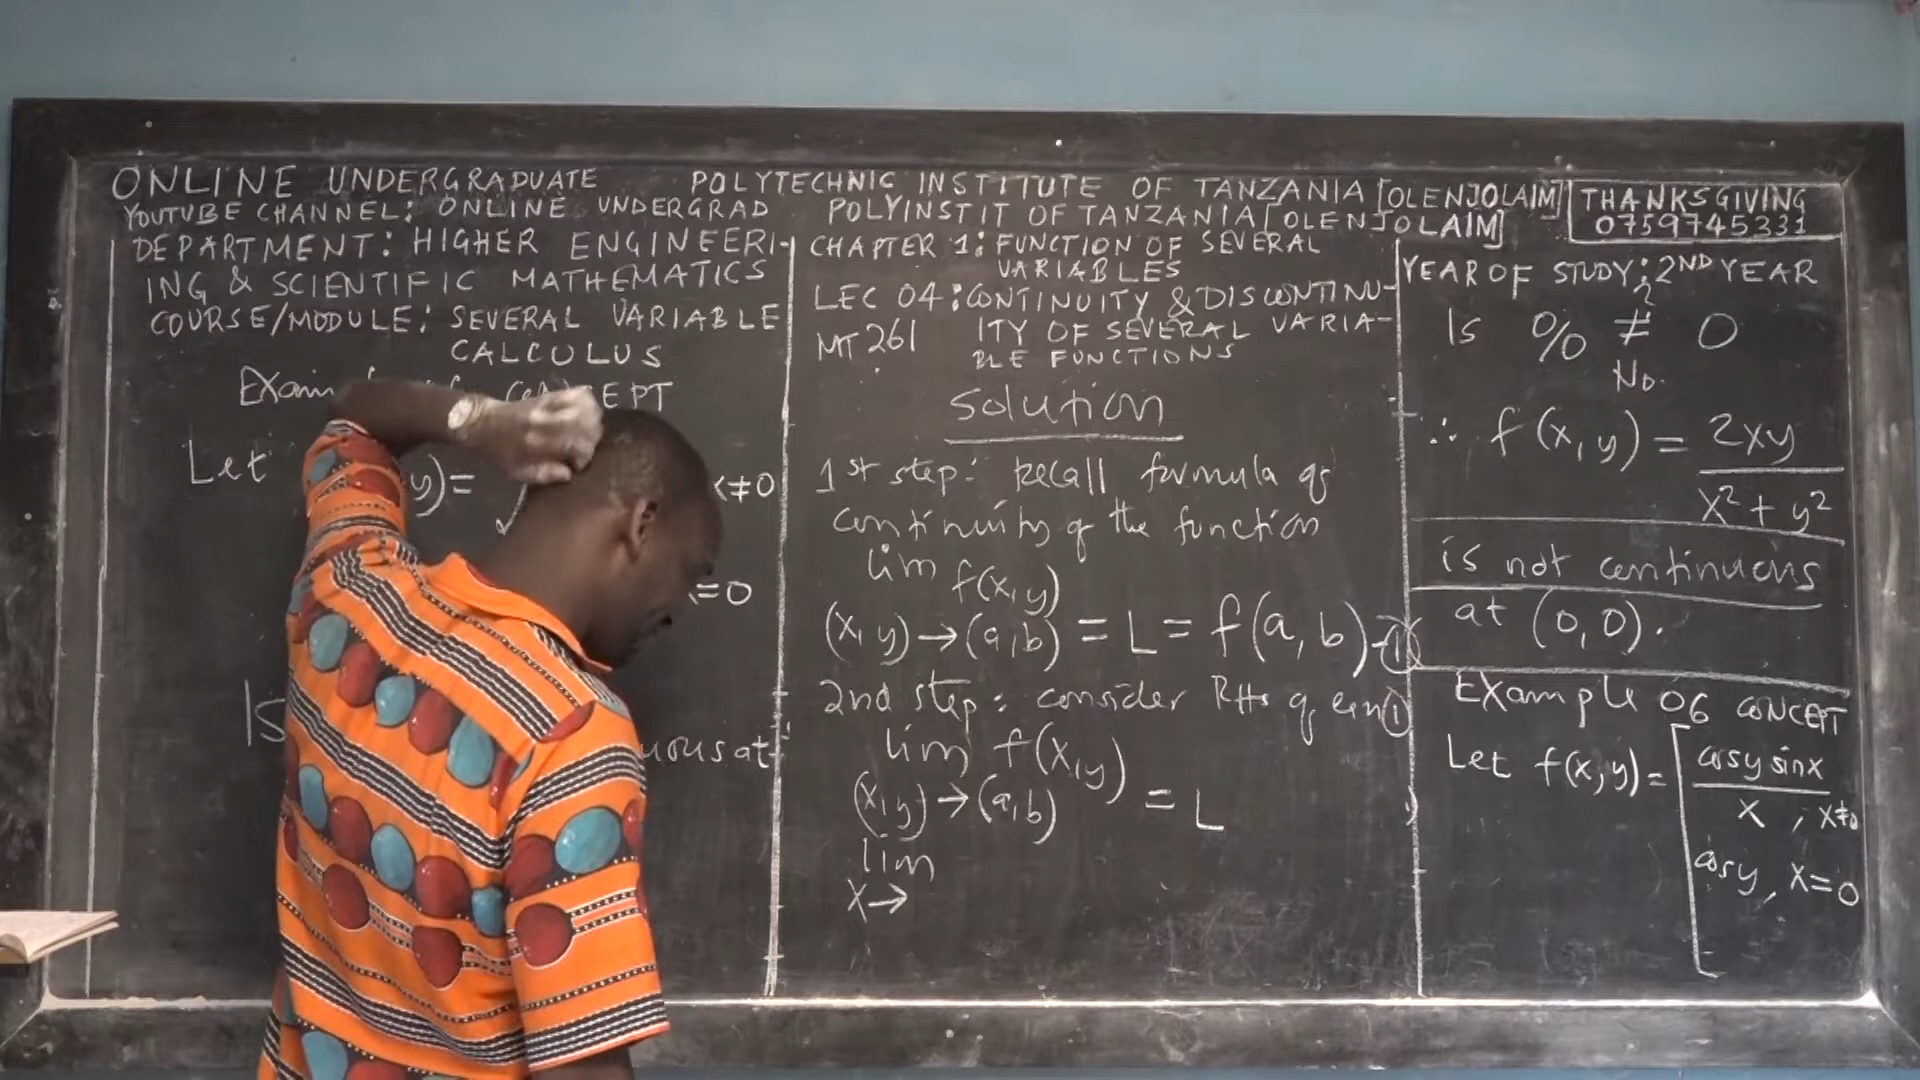 ONLINE UNDERGRADUATE POLYTECHNIC INSTITUTE OF TANZANIA [OLENJOLAIM]
YOUTUBE CHANNEL: ONLINE UNDERGRAD POLYINSTIT OF TANZANIA [OLENJOLAIM]
THANKSGIVING
0759745331
DEPARTMENT: HIGHER ENGINEERI-
ING & SCIENTIFIC MATHEMATICS
COURSE/MODULE: SEVERAL VARIABLE
CALCULUS
Let y)= x≠0
=0
Is uous at
CHAPTER 1: FUNCTION OF SEVERAL
VARIABLES
LEC 04: CONTINUITY & DISCONTINU-
MT 261 ITY OF SEVERAL VARIA-
BLE FUNCTIONS
Solution
1st step: Recall formula of
continuity of the function
lim f(x,y)
(x,y)→(a,b) = L = f(a,b) - ①
2nd step: consider RHs of eqn ①
lim f(x,y)
(x,y)→(a,b) = L
lim
x→
YEAR OF STUDY: 2ND YEAR
Is 0/0 ≠ 0 ?
No.
∴ f(x,y) = 2xy
x² + y²
is not continuous
at (0,0).
Example 06 CONCEPT
Let f(x,y) = [ cosy sinx
x , x≠0
cosy, x=0